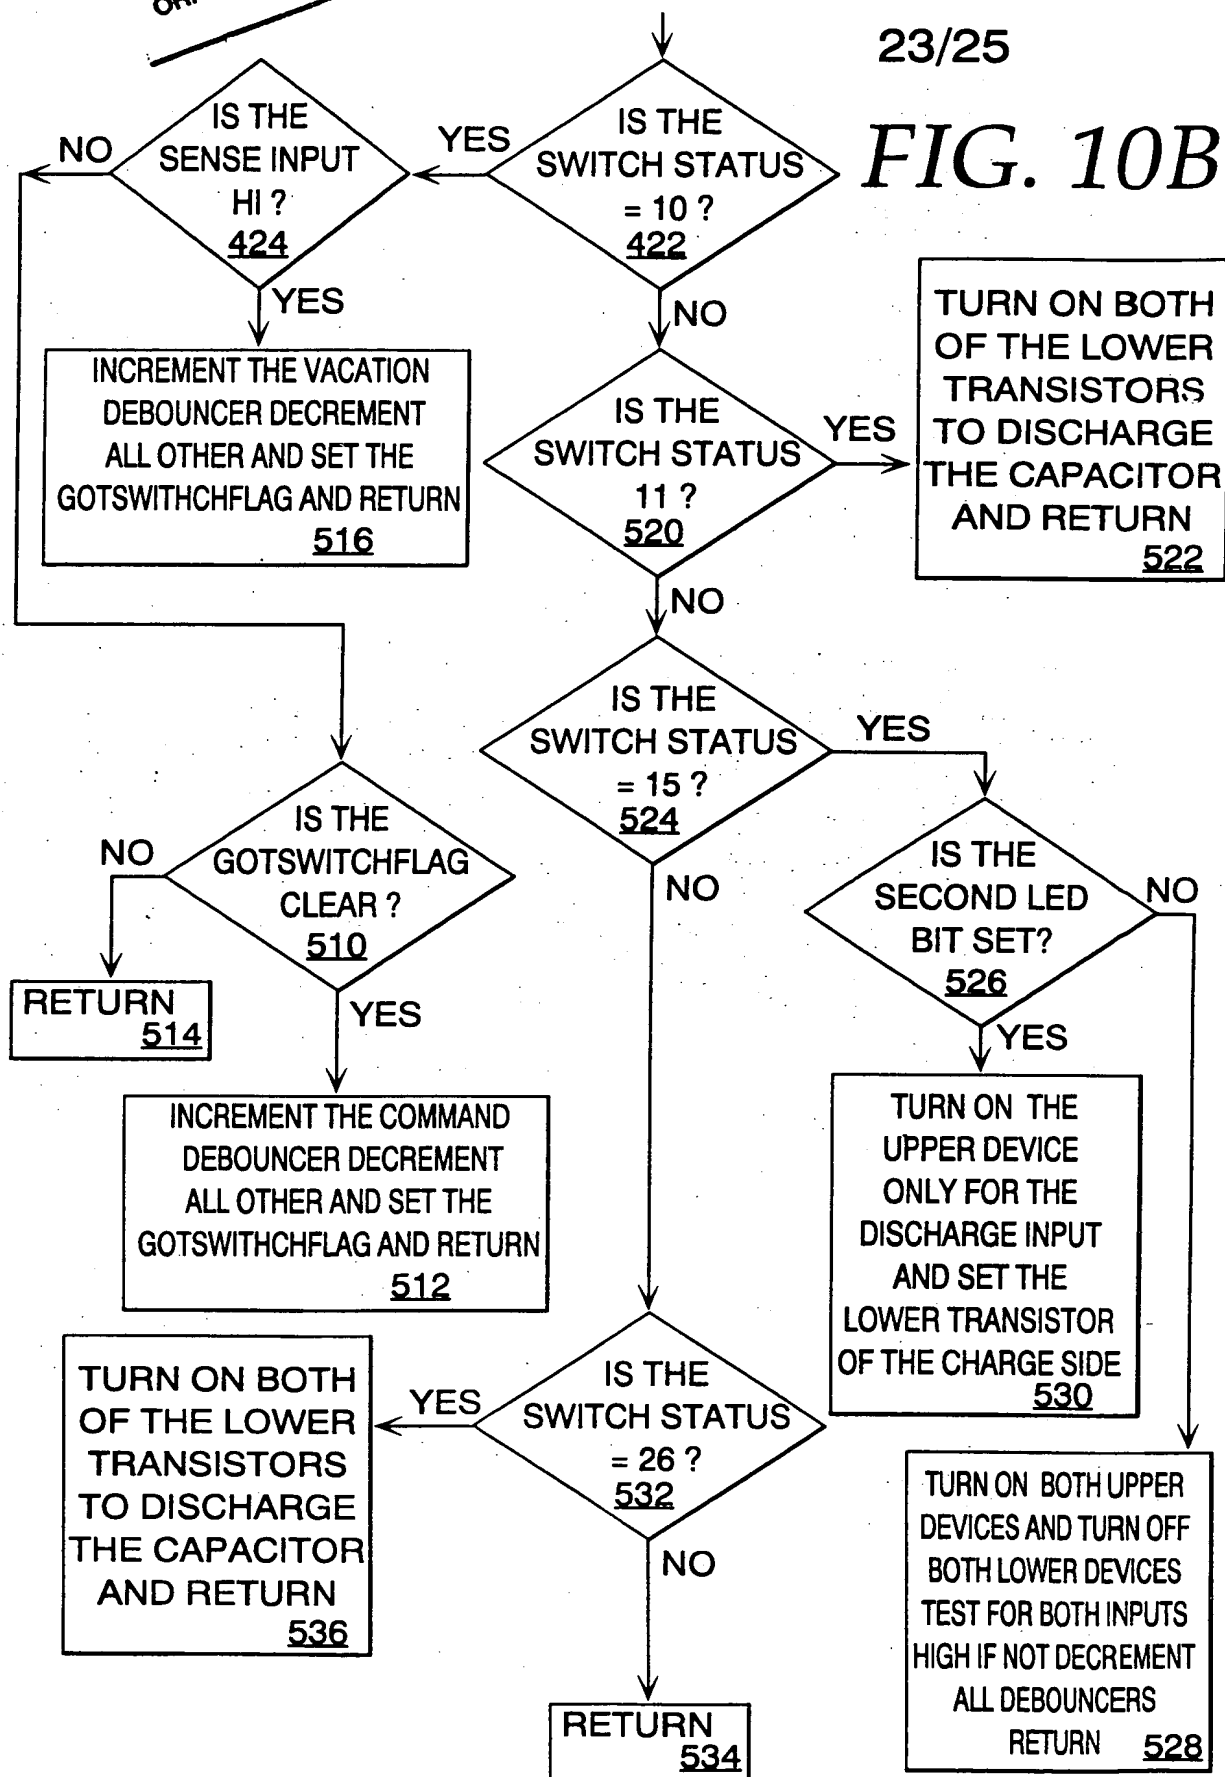 23/25
FIG. 10B
IS THE
SENSE INPUT
HI ?
424
NO
YES
IS THE
SWITCH STATUS
= 10 ?
422
YES
NO
INCREMENT THE VACATION
DEBOUNCER DECREMENT
ALL OTHER AND SET THE
GOTSWITHCHFLAG AND RETURN
516
IS THE
SWITCH STATUS
11 ?
520
YES
NO
TURN ON BOTH
OF THE LOWER
TRANSISTORS
TO DISCHARGE
THE CAPACITOR
AND RETURN
522
IS THE
SWITCH STATUS
= 15 ?
524
YES
NO
IS THE
GOTSWITCHFLAG
CLEAR ?
510
NO
YES
RETURN
514
IS THE
SECOND LED
BIT SET?
526
NO
YES
INCREMENT THE COMMAND
DEBOUNCER DECREMENT
ALL OTHER AND SET THE
GOTSWITHCHFLAG AND RETURN
512
TURN ON THE
UPPER DEVICE
ONLY FOR THE
DISCHARGE INPUT
AND SET THE
LOWER TRANSISTOR
OF THE CHARGE SIDE
530
TURN ON BOTH
OF THE LOWER
TRANSISTORS
TO DISCHARGE
THE CAPACITOR
AND RETURN
536
YES
IS THE
SWITCH STATUS
= 26 ?
532
NO
TURN ON BOTH UPPER
DEVICES AND TURN OFF
BOTH LOWER DEVICES
TEST FOR BOTH INPUTS
HIGH IF NOT DECREMENT
ALL DEBOUNCERS
RETURN 528
RETURN
534